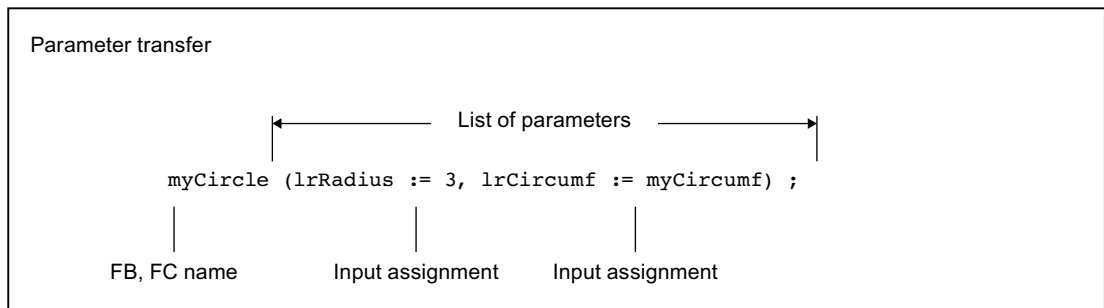 Parameter transfer
List of parameters
myCircle (lrRadius := 3, lrCircumf := myCircumf) ;
FB, FC name
Input assignment
Input assignment